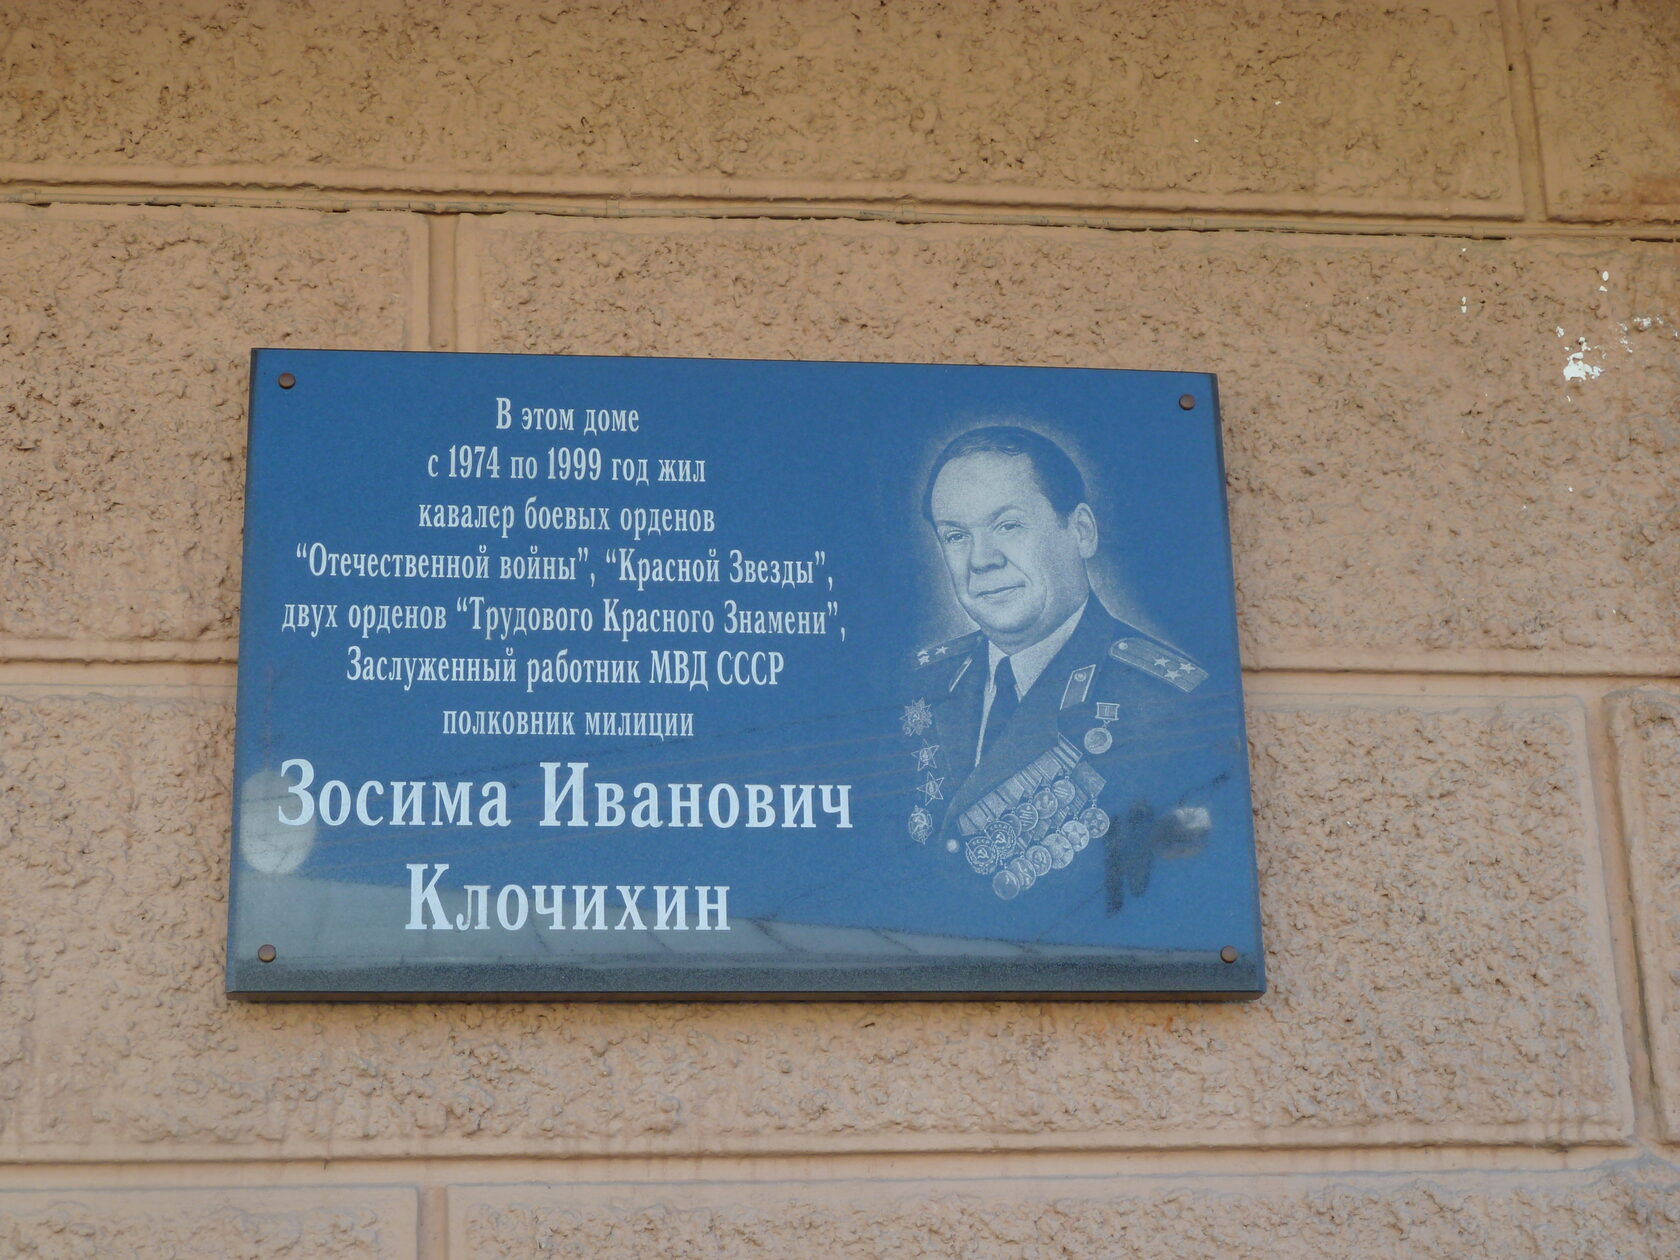 В этом доме
с 1974 по 1999 год жил
кавалер боевых орденов
“Отечественной войны”, “Красной Звезды”,
двух орденов “Трудового Красного Знамени”,
Заслуженный работник МВД СССР
полковник милиции
Зосима Иванович
Клочихин